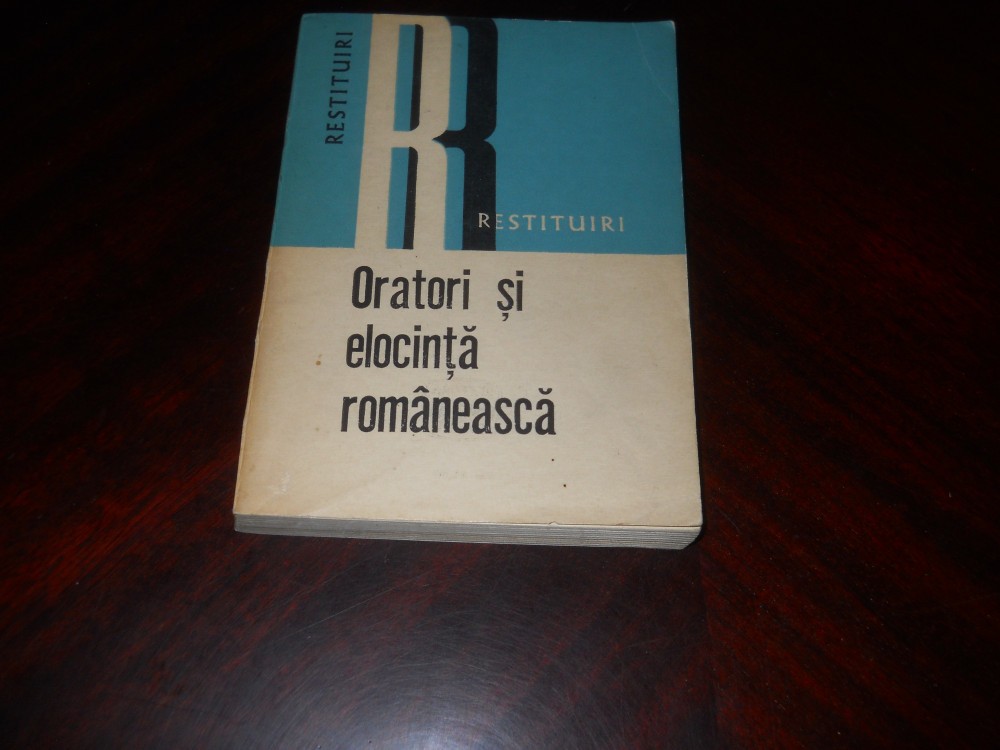 RESTITUIRI
R R
RESTITUIRI
Oratori și
elocință
românească